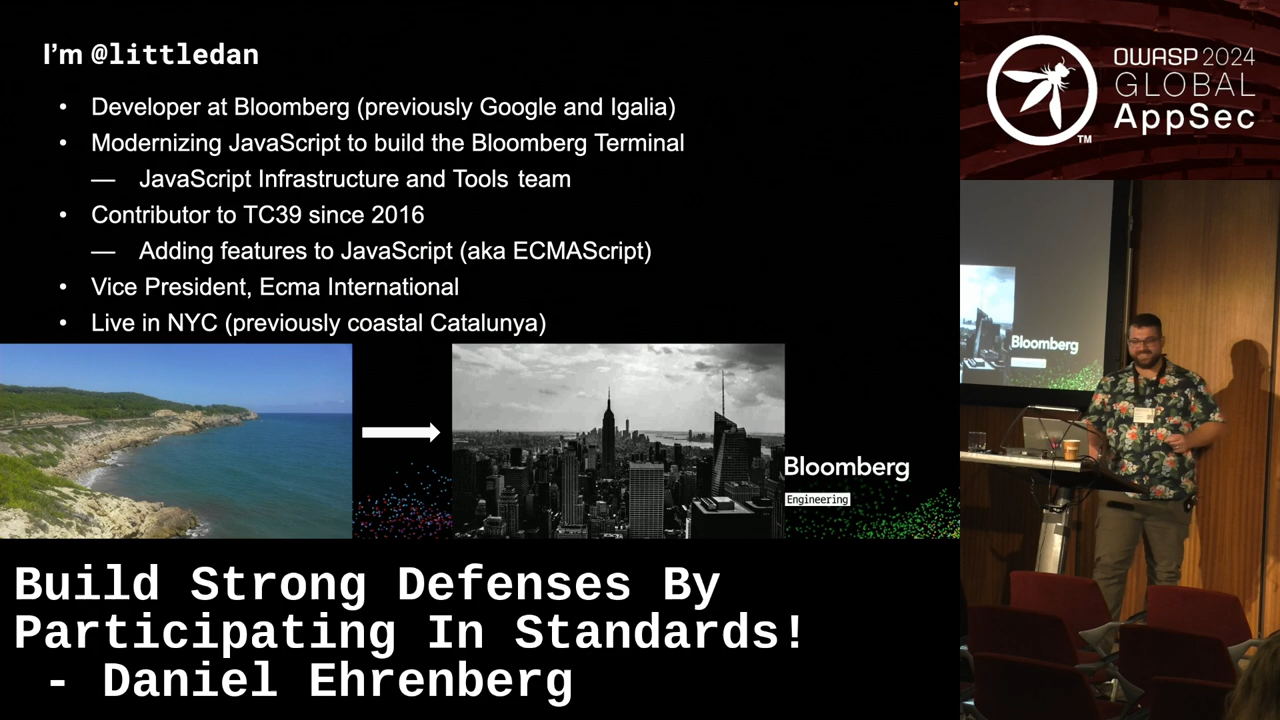 I'm @littledan
• Developer at Bloomberg (previously Google and Igalia)
• Modernizing JavaScript to build the Bloomberg Terminal
— JavaScript Infrastructure and Tools team
• Contributor to TC39 since 2016
— Adding features to JavaScript (aka ECMAScript)
• Vice President, Ecma International
• Live in NYC (previously coastal Catalunya)
Bloomberg
Engineering
Build Strong Defenses By
Participating In Standards!
- Daniel Ehrenberg
OWASP 2024
GLOBAL
AppSec
TM
Bloomberg